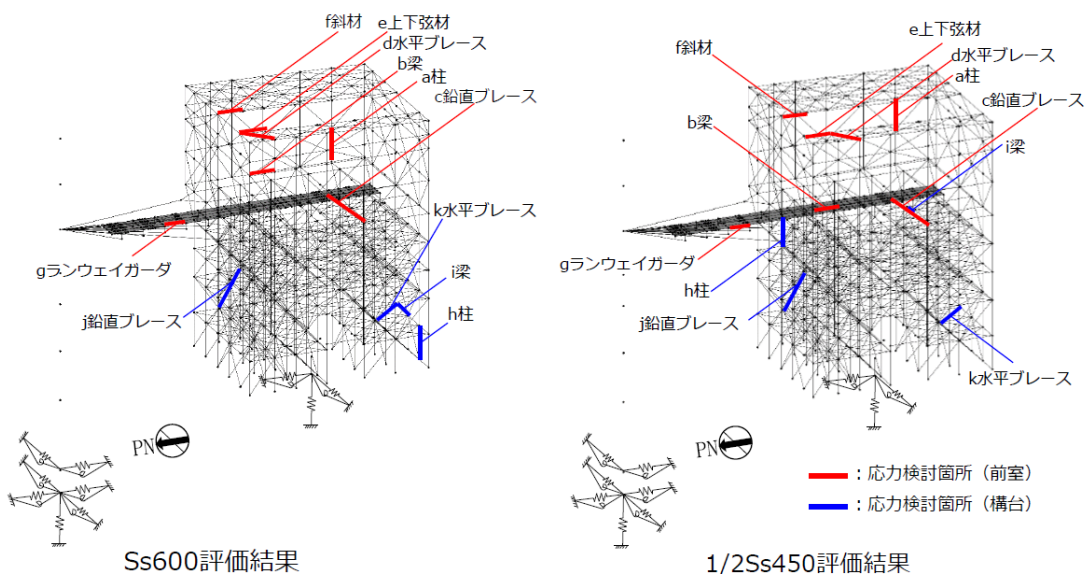 f斜材
e上下弦材
d水平ブレース
b梁
a柱
c鉛直ブレース
k水平ブレース
gランウェイガーダ
i梁
j鉛直ブレース
h柱
PN
Ss600評価結果
e上下弦材
f斜材
d水平ブレース
a柱
c鉛直ブレース
b梁
i梁
gランウェイガーダ
h柱
j鉛直ブレース
k水平ブレース
PN
：応力検討箇所（前室）
：応力検討箇所（構台）
1/2Ss450評価結果